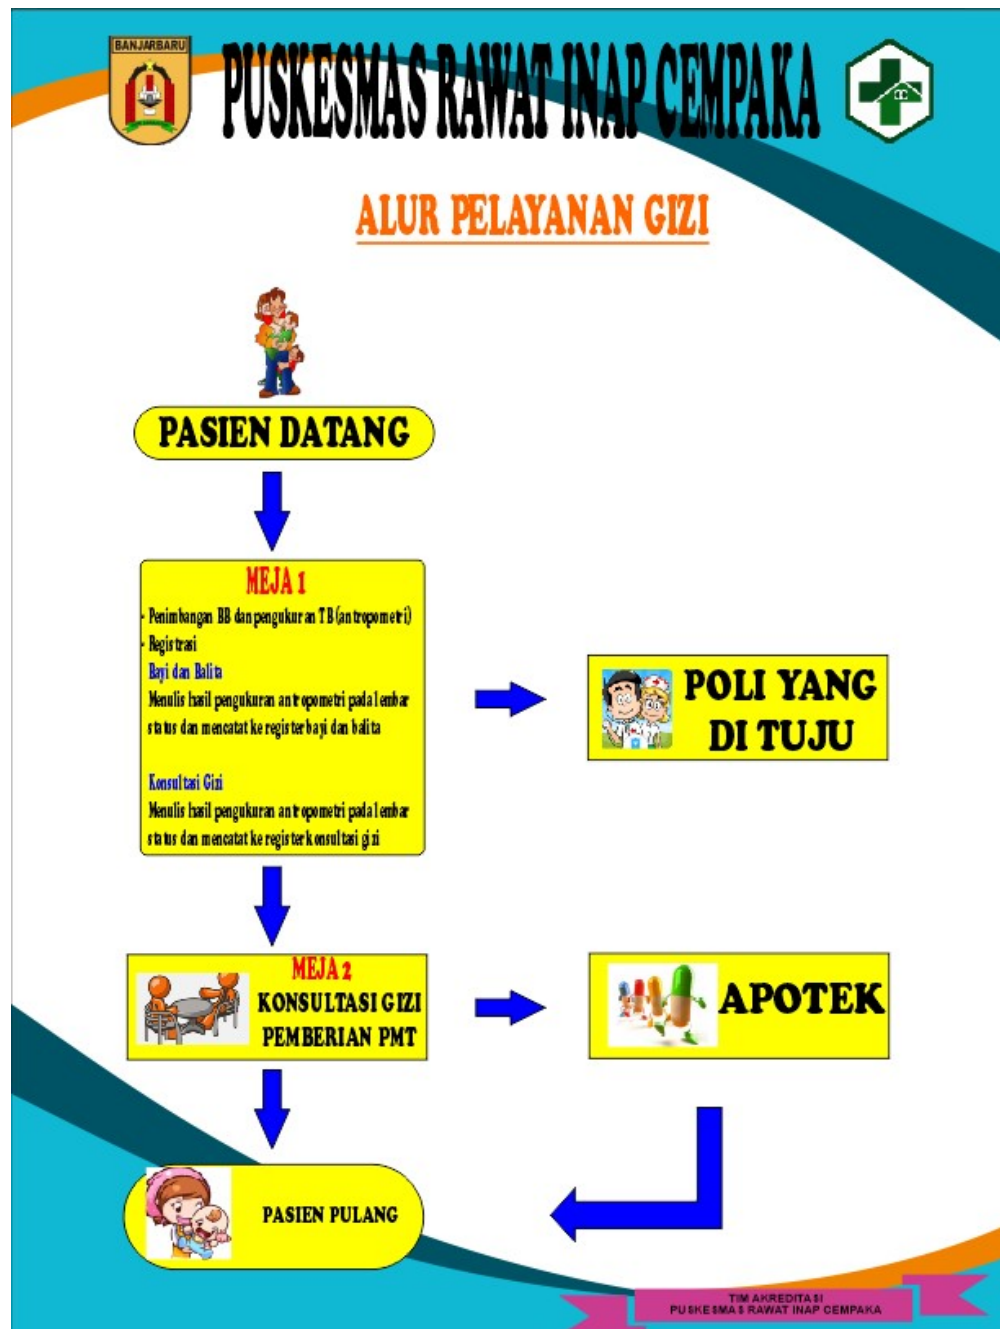 BANJARBARU
PUSKESMAS RAWAT INAP CEMPAKA
ALUR PELAYANAN GIZI
PASIEN DATANG
MEJA 1
- Penimbangan BB dan pengukuran TB (antropometri)
- Registrasi
Bayi dan Balita
Menulis hasil pengukuran antropometri pada lembar
status dan mencatat ke register bayi dan balita
Konsultasi Gizi
Menulis hasil pengukuran antropometri pada lembar
status dan mencatat ke register konsultasi gizi
POLI YANG
DI TUJU
MEJA 2
KONSULTASI GIZI
PEMBERIAN PMT
APOTEK
PASIEN PULANG
TIM AKREDITASI
PUSKESMAS RAWAT INAP CEMPAKA